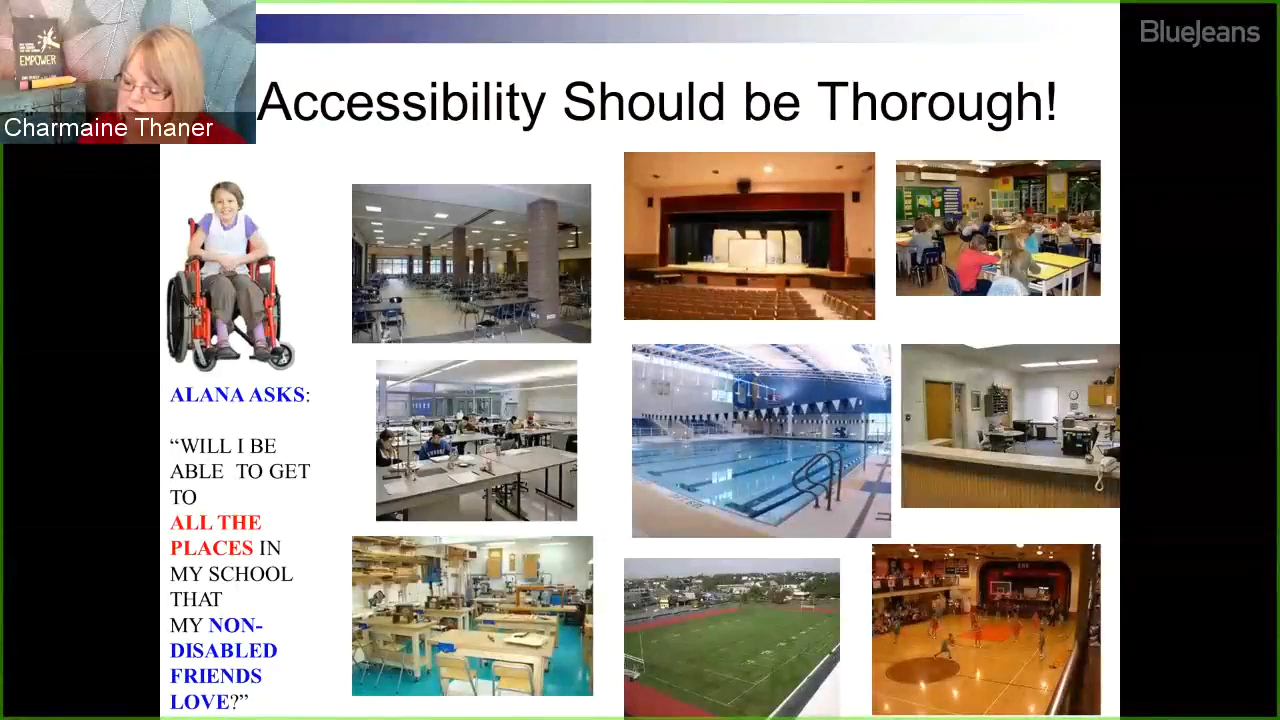 EMPOWER
Charmaine Thaner
BlueJeans
Accessibility Should be Thorough!
ALANA ASKS:
“WILL I BE
ABLE TO GET
TO
ALL THE
PLACES IN
MY SCHOOL
THAT
MY NON-
DISABLED
FRIENDS
LOVE?”